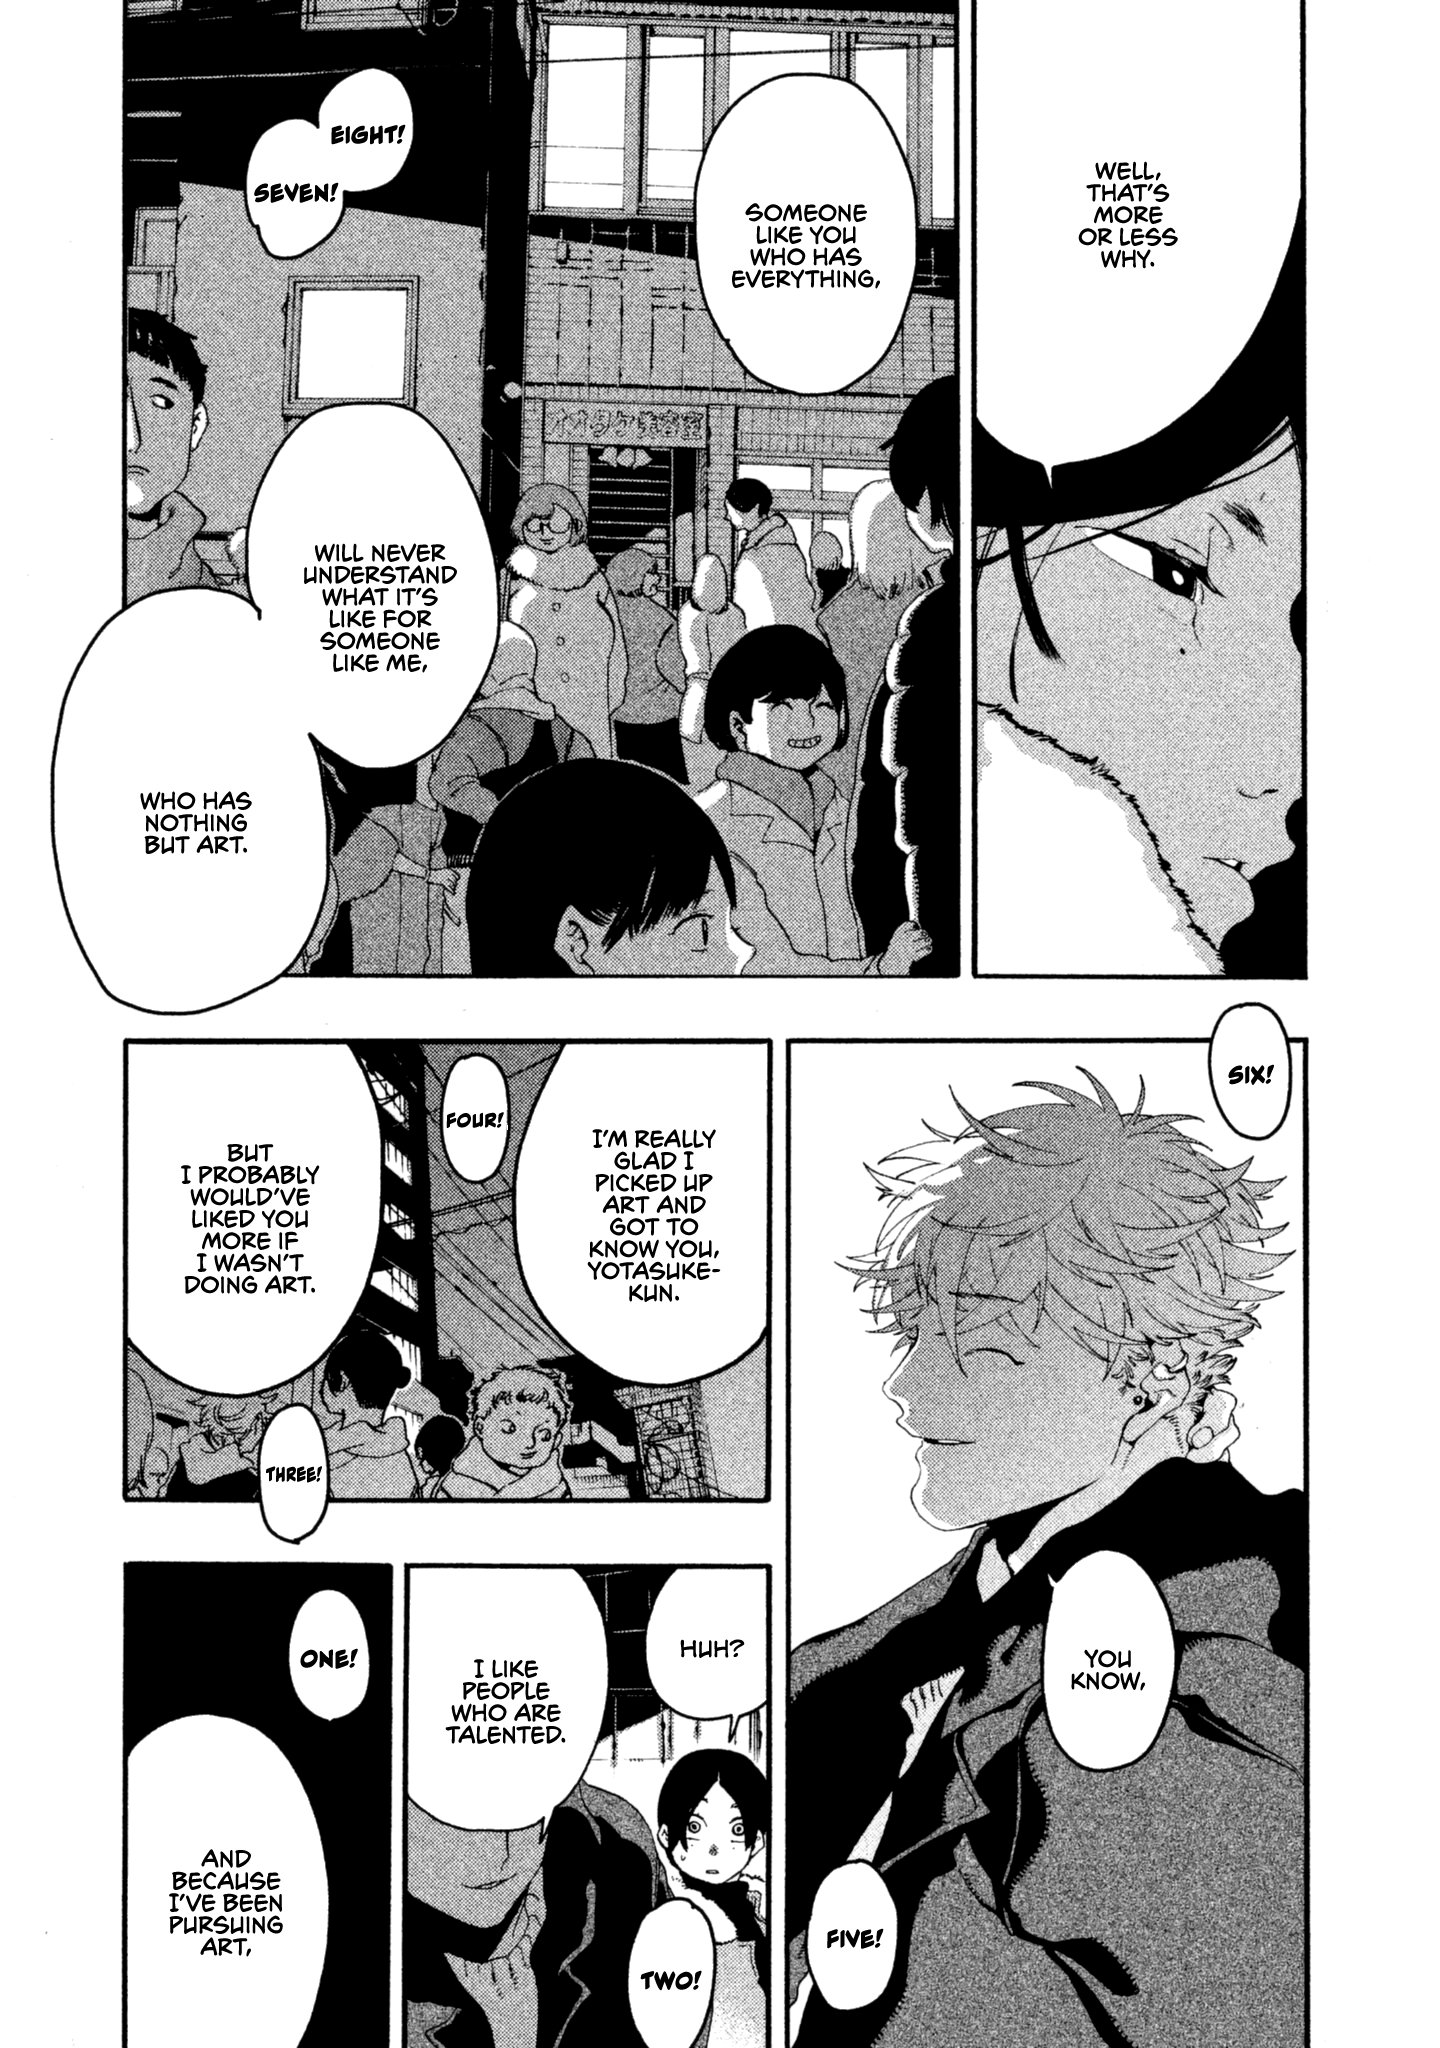 WELL,
THAT'S
MORE
OR LESS
WHY.
SOMEONE
LIKE YOU
WHO HAS
EVERYTHING,
EIGHT!
SEVEN!
WILL NEVER
UNDERSTAND
WHAT IT'S
LIKE FOR
SOMEONE
LIKE ME,
WHO HAS
NOTHING
BUT ART.
SIX!
YOU
KNOW,
FIVE!
I'M REALLY
GLAD I
PICKED UP
ART AND
GOT TO
KNOW YOU,
YOTASUKE-
KUN.
FOUR!
BUT
I PROBABLY
WOULD'VE
LIKED YOU
MORE IF
I WASN'T
DOING ART.
THREE!
HUH?
I LIKE
PEOPLE
WHO ARE
TALENTED.
TWO!
ONE!
AND
BECAUSE
I'VE BEEN
PURSUING
ART,